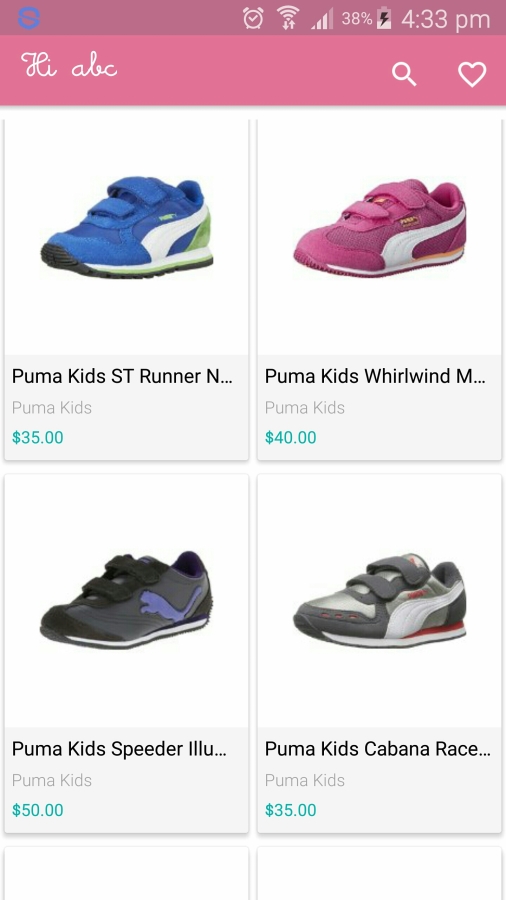 38% 4:33 pm
Hi abc
Puma Kids ST Runner N...
Puma Kids
$35.00
Puma Kids Whirlwind M...
Puma Kids
$40.00
Puma Kids Speeder Illu...
Puma Kids
$50.00
Puma Kids Cabana Race...
Puma Kids
$35.00